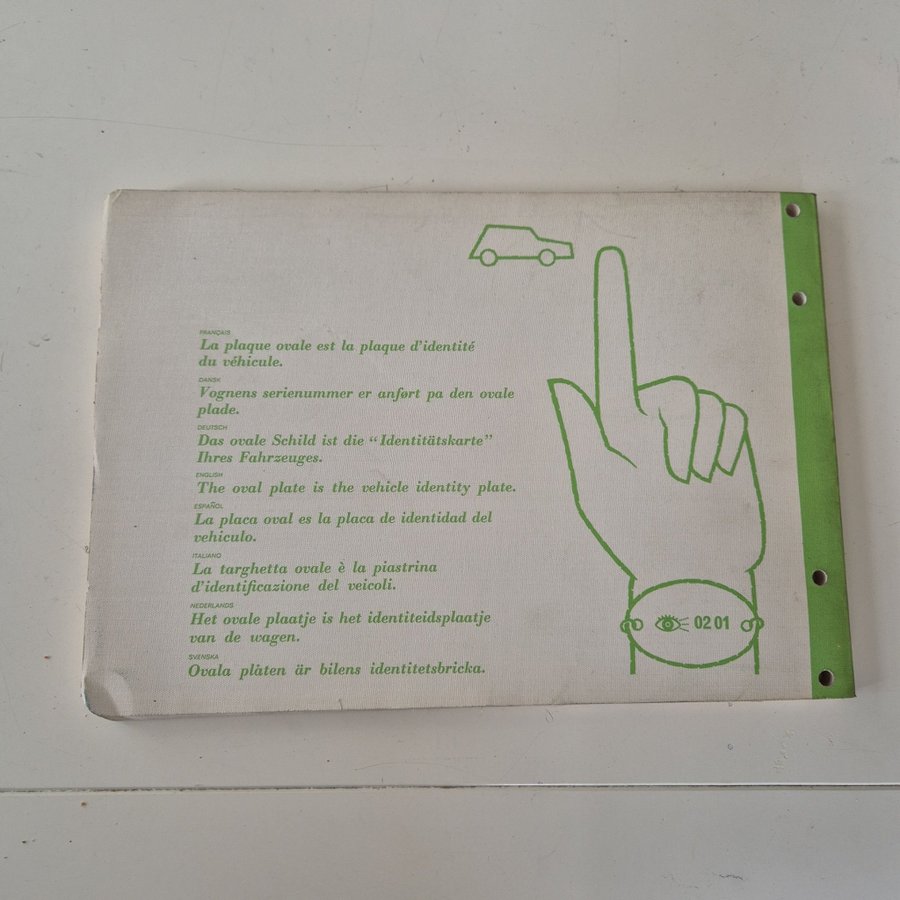 FRANÇAIS
La plaque ovale est la plaque d'identité
du véhicule.
DANSK
Vognens serienummer er anført pa den ovale
plade.
DEUTSCH
Das ovale Schild ist die "Identitätskarte"
Ihres Fahrzeuges.
ENGLISH
The oval plate is the vehicle identity plate.
ESPAÑOL
La placa oval es la placa de identidad del
vehiculo.
ITALIANO
La targhetta ovale è la piastrina
d'identificazione del veicoli.
NEDERLANDS
Het ovale plaatje is het identiteidsplaatje
van de wagen.
SVENSKA
Ovala plåten är bilens identitetsbricka.
02 01